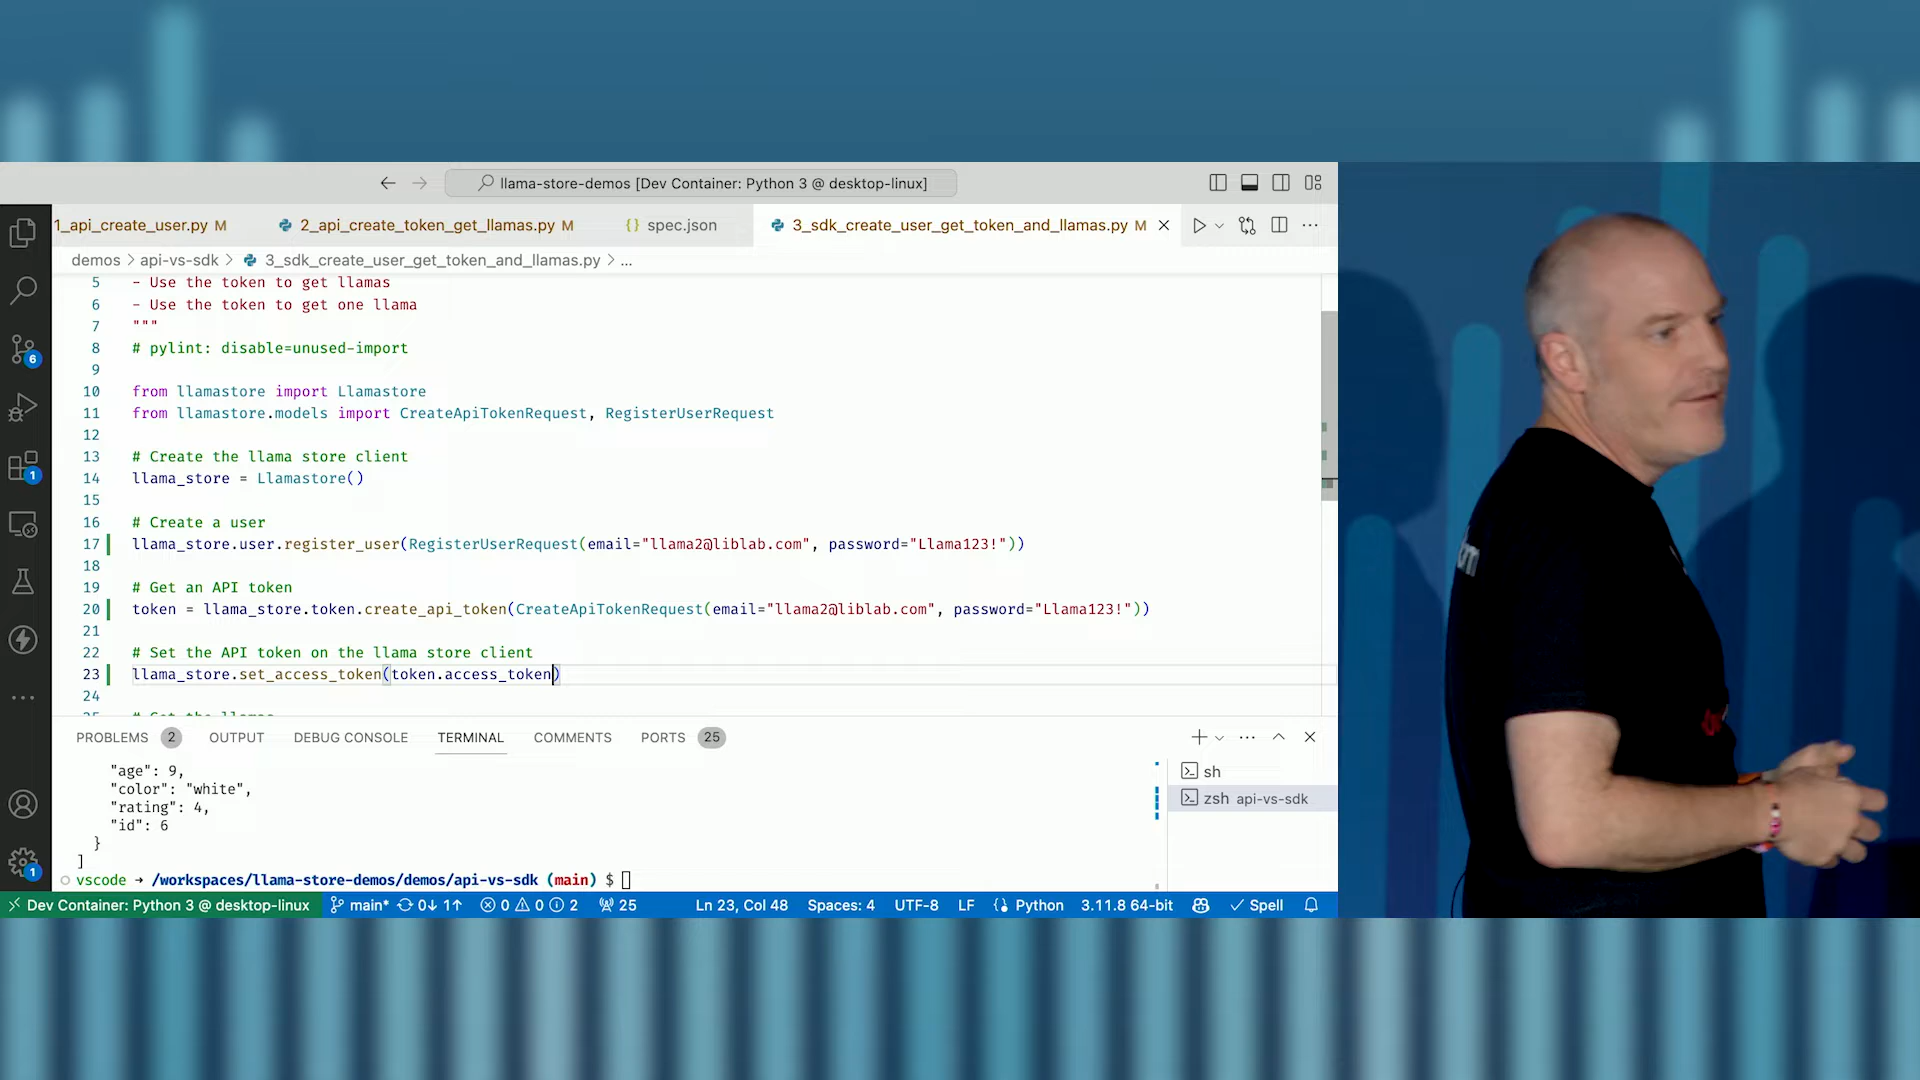 llama-store-demos [Dev Container: Python 3 @ desktop-linux]
1_api_create_user.py M
2_api_create_token_get_llamas.py M
{} spec.json
3_sdk_create_user_get_token_and_llamas.py M
demos > api-vs-sdk > 3_sdk_create_user_get_token_and_llamas.py > ...
5 - Use the token to get llamas
6 - Use the token to get one llama
7 """
8 # pylint: disable=unused-import
9
10 from llamastore import Llamastore
11 from llamastore.models import CreateApiTokenRequest, RegisterUserRequest
12
13 # Create the llama store client
14 llama_store = Llamastore()
15
16 # Create a user
17 llama_store.user.register_user(RegisterUserRequest(email="llama2@liblab.com", password="Llama123!"))
18
19 # Get an API token
20 token = llama_store.token.create_api_token(CreateApiTokenRequest(email="llama2@liblab.com", password="Llama123!"))
21
22 # Set the API token on the llama store client
23 llama_store.set_access_token(token.access_token)
24
6
1
1
PROBLEMS 2 OUTPUT DEBUG CONSOLE TERMINAL COMMENTS PORTS 25
"age": 9,
"color": "white",
"rating": 4,
"id": 6
}
]
vscode → /workspaces/llama-store-demos/demos/api-vs-sdk (main) $
sh
zsh api-vs-sdk
Dev Container: Python 3 @ desktop-linux main* 0↓ 1↑ 0 0 2 25 Ln 23, Col 48 Spaces: 4 UTF-8 LF Python 3.11.8 64-bit Spell